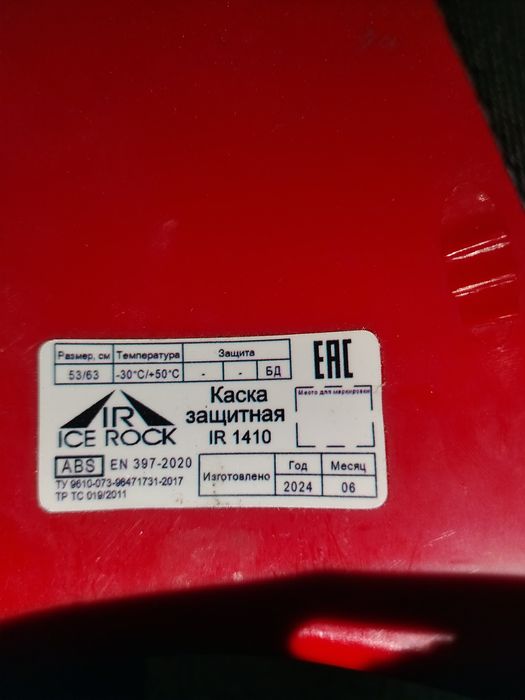 Размер, см Температура Защита
53/63 -30°C/+50°C - - БД
EAC
Место для маркировки
Каска
защитная
IR 1410
IR
ICE ROCK
ABS EN 397-2020
ТУ 9610-073-96471731-2017
ТР ТС 019/2011
Изготовлено Год Месяц
2024 06